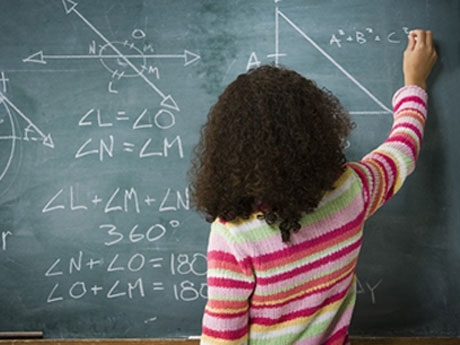 N O
L M
A
A² + B² = C²
∠L = ∠O
∠N = ∠M
∠L + ∠M + ∠N
360°
∠N + ∠O = 180
∠O + ∠M = 180
r
Y